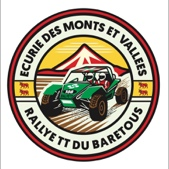 ECURIE DES MONTS ET VALLEES
RALLYE TT DU BARETOUS